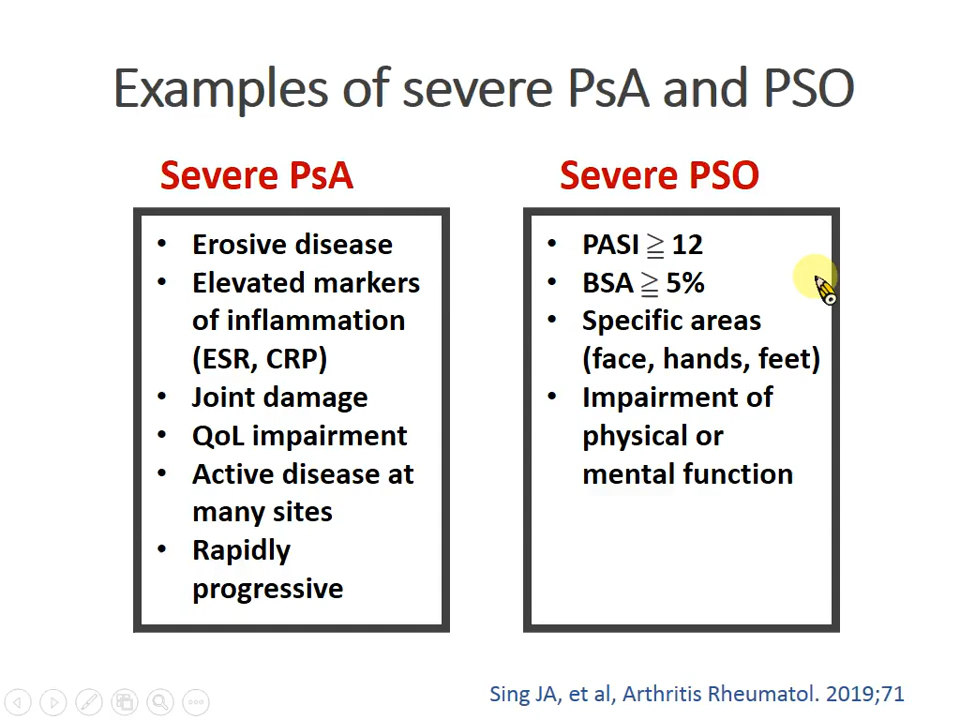 Examples of severe PsA and PSO
Severe PsA
• Erosive disease
• Elevated markers
of inflammation
(ESR, CRP)
• Joint damage
• QoL impairment
• Active disease at
many sites
• Rapidly
progressive
Severe PSO
• PASI ≧ 12
• BSA ≧ 5%
• Specific areas
(face, hands, feet)
• Impairment of
physical or
mental function
Sing JA, et al, Arthritis Rheumatol. 2019;71